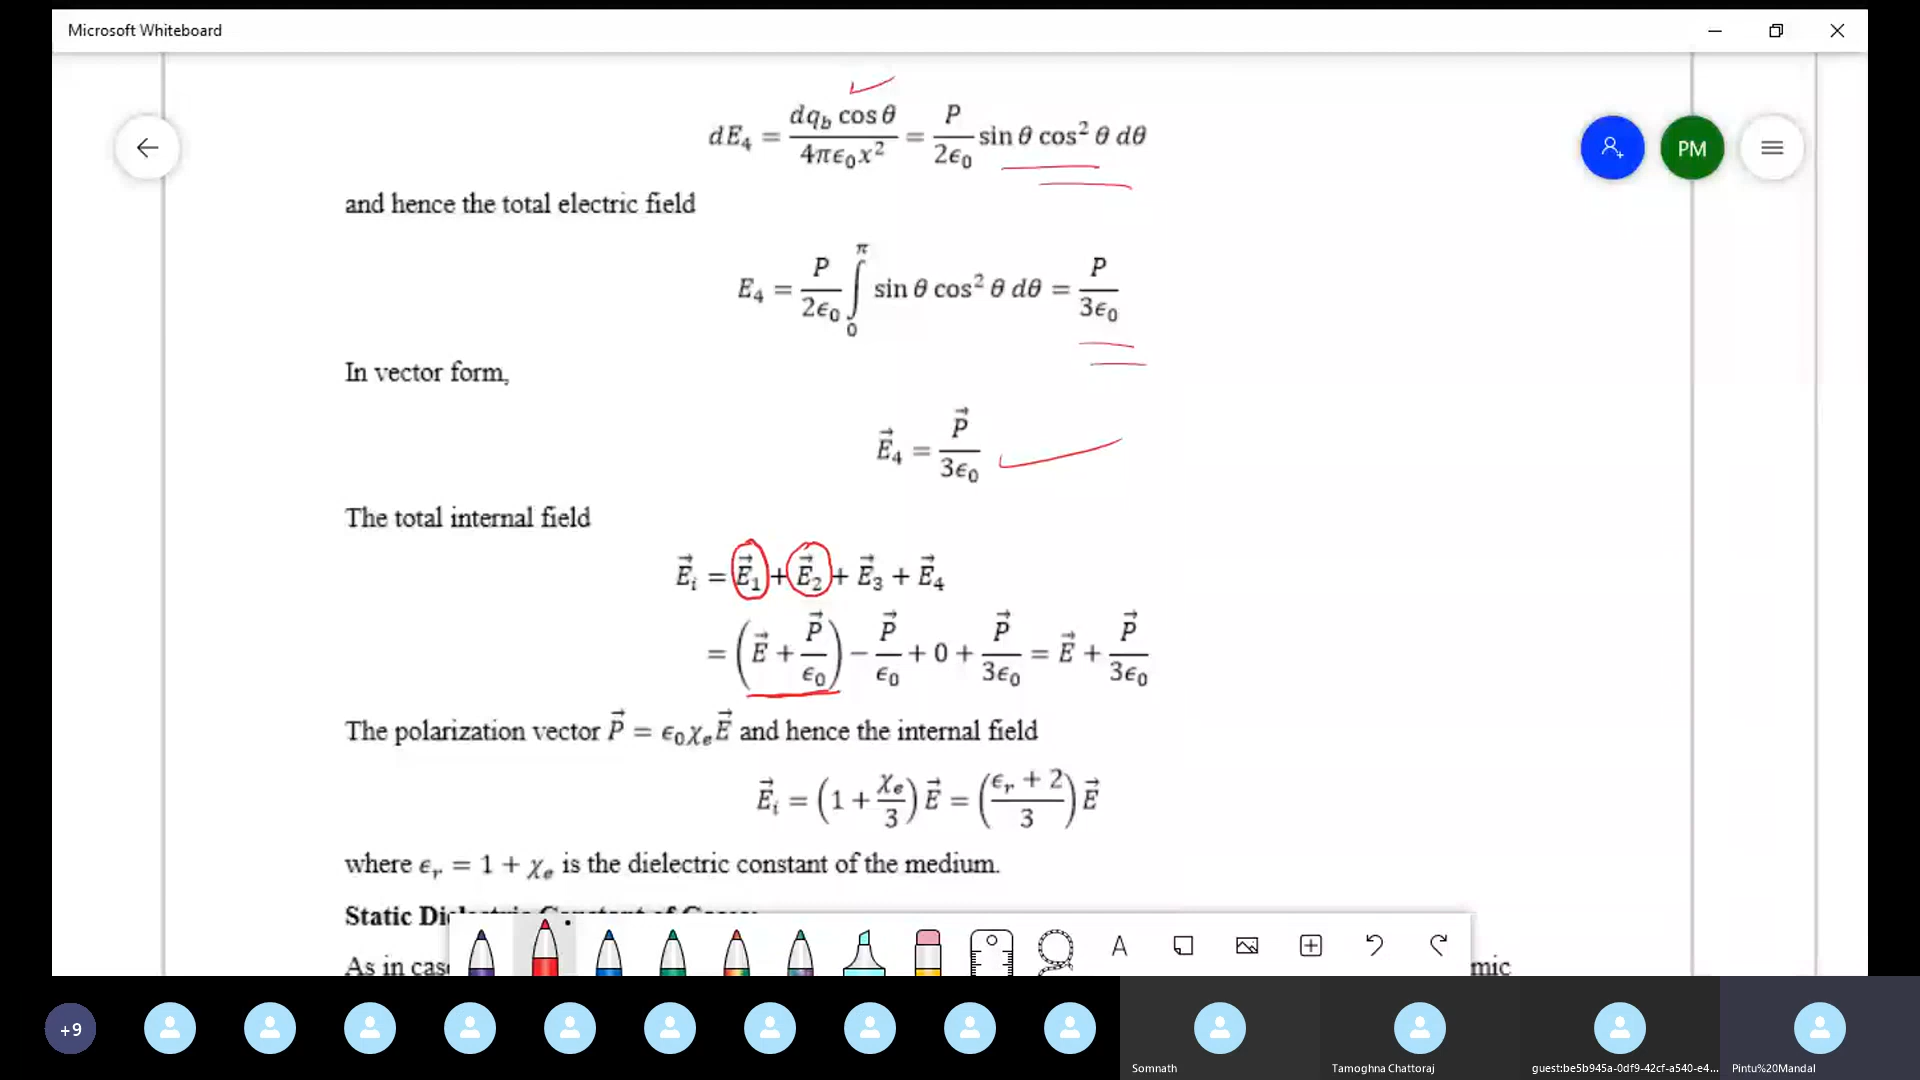 Microsoft Whiteboard
dE₄ = dq_b cos θ / 4πϵ₀x² = P / 2ϵ₀ sin θ cos² θ dθ
PM
and hence the total electric field
E₄ = P / 2ϵ₀ ∫₀^π sin θ cos² θ dθ = P / 3ϵ₀
In vector form,
E⃗₄ = P⃗ / 3ϵ₀
The total internal field
E⃗ᵢ = E⃗₁ + E⃗₂ + E⃗₃ + E⃗₄
= (E⃗ + P⃗ / ϵ₀) − P⃗ / ϵ₀ + 0 + P⃗ / 3ϵ₀ = E⃗ + P⃗ / 3ϵ₀
The polarization vector P⃗ = ϵ₀χₑE⃗ and hence the internal field
E⃗ᵢ = (1 + χₑ / 3) E⃗ = (ϵᵣ + 2 / 3) E⃗
where ϵᵣ = 1 + χₑ is the dielectric constant of the medium.
Static Dielectric Constant of Gases
As in cas mic
A
+9
Somnath
Tamoghna Chattoraj
guest:be5b945a-0df9-42cf-a540-e4...
Pintu%20Mandal